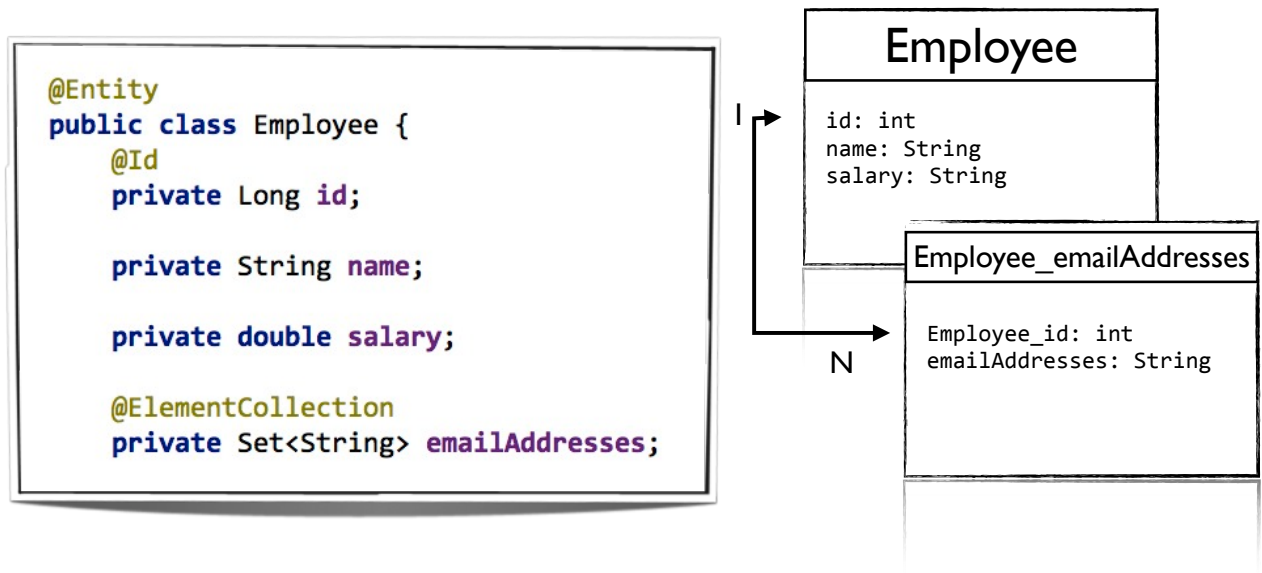 @Entity
public class Employee {
@Id
private Long id;
private String name;
private double salary;
@ElementCollection
private Set<String> emailAddresses;
Employee
1
id: int
name: String
salary: String
Employee_emailAddresses
N
Employee_id: int
emailAddresses: String